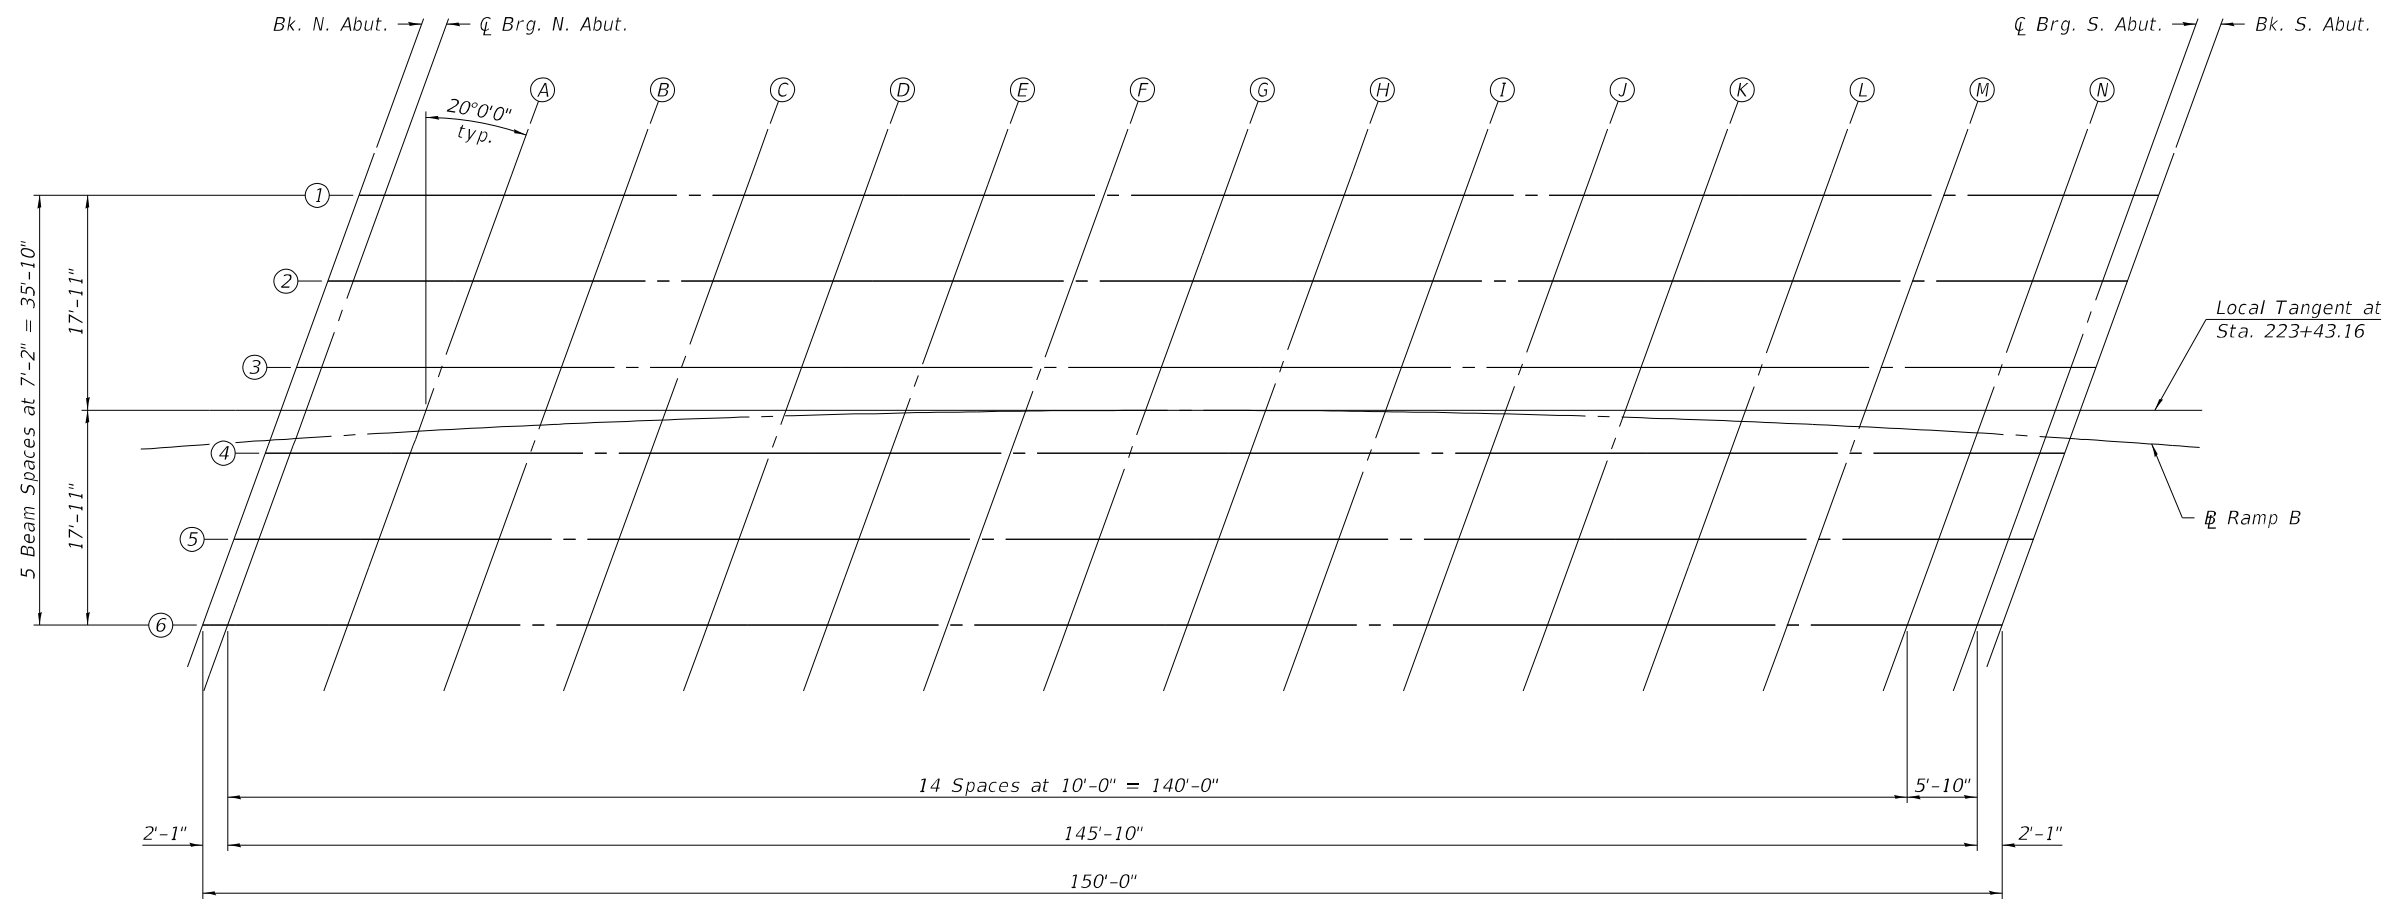 Bk. N. Abut.
℄ Brg. N. Abut.
℄ Brg. S. Abut.
Bk. S. Abut.
A
B
C
D
E
F
G
H
I
J
K
L
M
N
20°0'0"
typ.
1
2
3
4
5
6
5 Beam Spaces at 7'-2" = 35'-10"
17'-11"
17'-11"
Local Tangent at
Sta. 223+43.16
BL Ramp B
14 Spaces at 10'-0" = 140'-0"
5'-10"
2'-1"
145'-10"
2'-1"
150'-0"